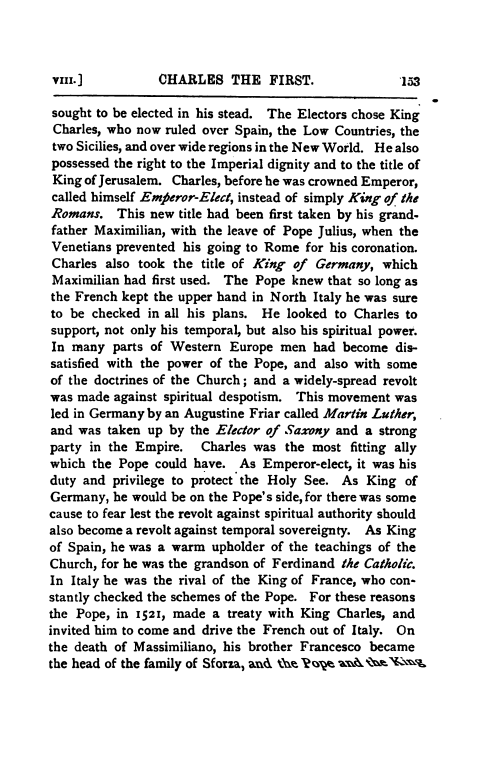 VIII.] CHARLES THE FIRST. 153
sought to be elected in his stead. The Electors chose King
Charles, who now ruled over Spain, the Low Countries, the
two Sicilies, and over wide regions in the New World. He also
possessed the right to the Imperial dignity and to the title of
King of Jerusalem. Charles, before he was crowned Emperor,
called himself Emperor-Elect, instead of simply King of the
Romans. This new title had been first taken by his grand-
father Maximilian, with the leave of Pope Julius, when the
Venetians prevented his going to Rome for his coronation.
Charles also took the title of King of Germany, which
Maximilian had first used. The Pope knew that so long as
the French kept the upper hand in North Italy he was sure
to be checked in all his plans. He looked to Charles to
support, not only his temporal, but also his spiritual power.
In many parts of Western Europe men had become dis-
satisfied with the power of the Pope, and also with some
of the doctrines of the Church; and a widely-spread revolt
was made against spiritual despotism. This movement was
led in Germany by an Augustine Friar called Martin Luther,
and was taken up by the Elector of Saxony and a strong
party in the Empire. Charles was the most fitting ally
which the Pope could have. As Emperor-elect, it was his
duty and privilege to protect the Holy See. As King of
Germany, he would be on the Pope's side, for there was some
cause to fear lest the revolt against spiritual authority should
also become a revolt against temporal sovereignty. As King
of Spain, he was a warm upholder of the teachings of the
Church, for he was the grandson of Ferdinand the Catholic.
In Italy he was the rival of the King of France, who con-
stantly checked the schemes of the Pope. For these reasons
the Pope, in 1521, made a treaty with King Charles, and
invited him to come and drive the French out of Italy. On
the death of Massimiliano, his brother Francesco became
the head of the family of Sforza, and the Pope and the King